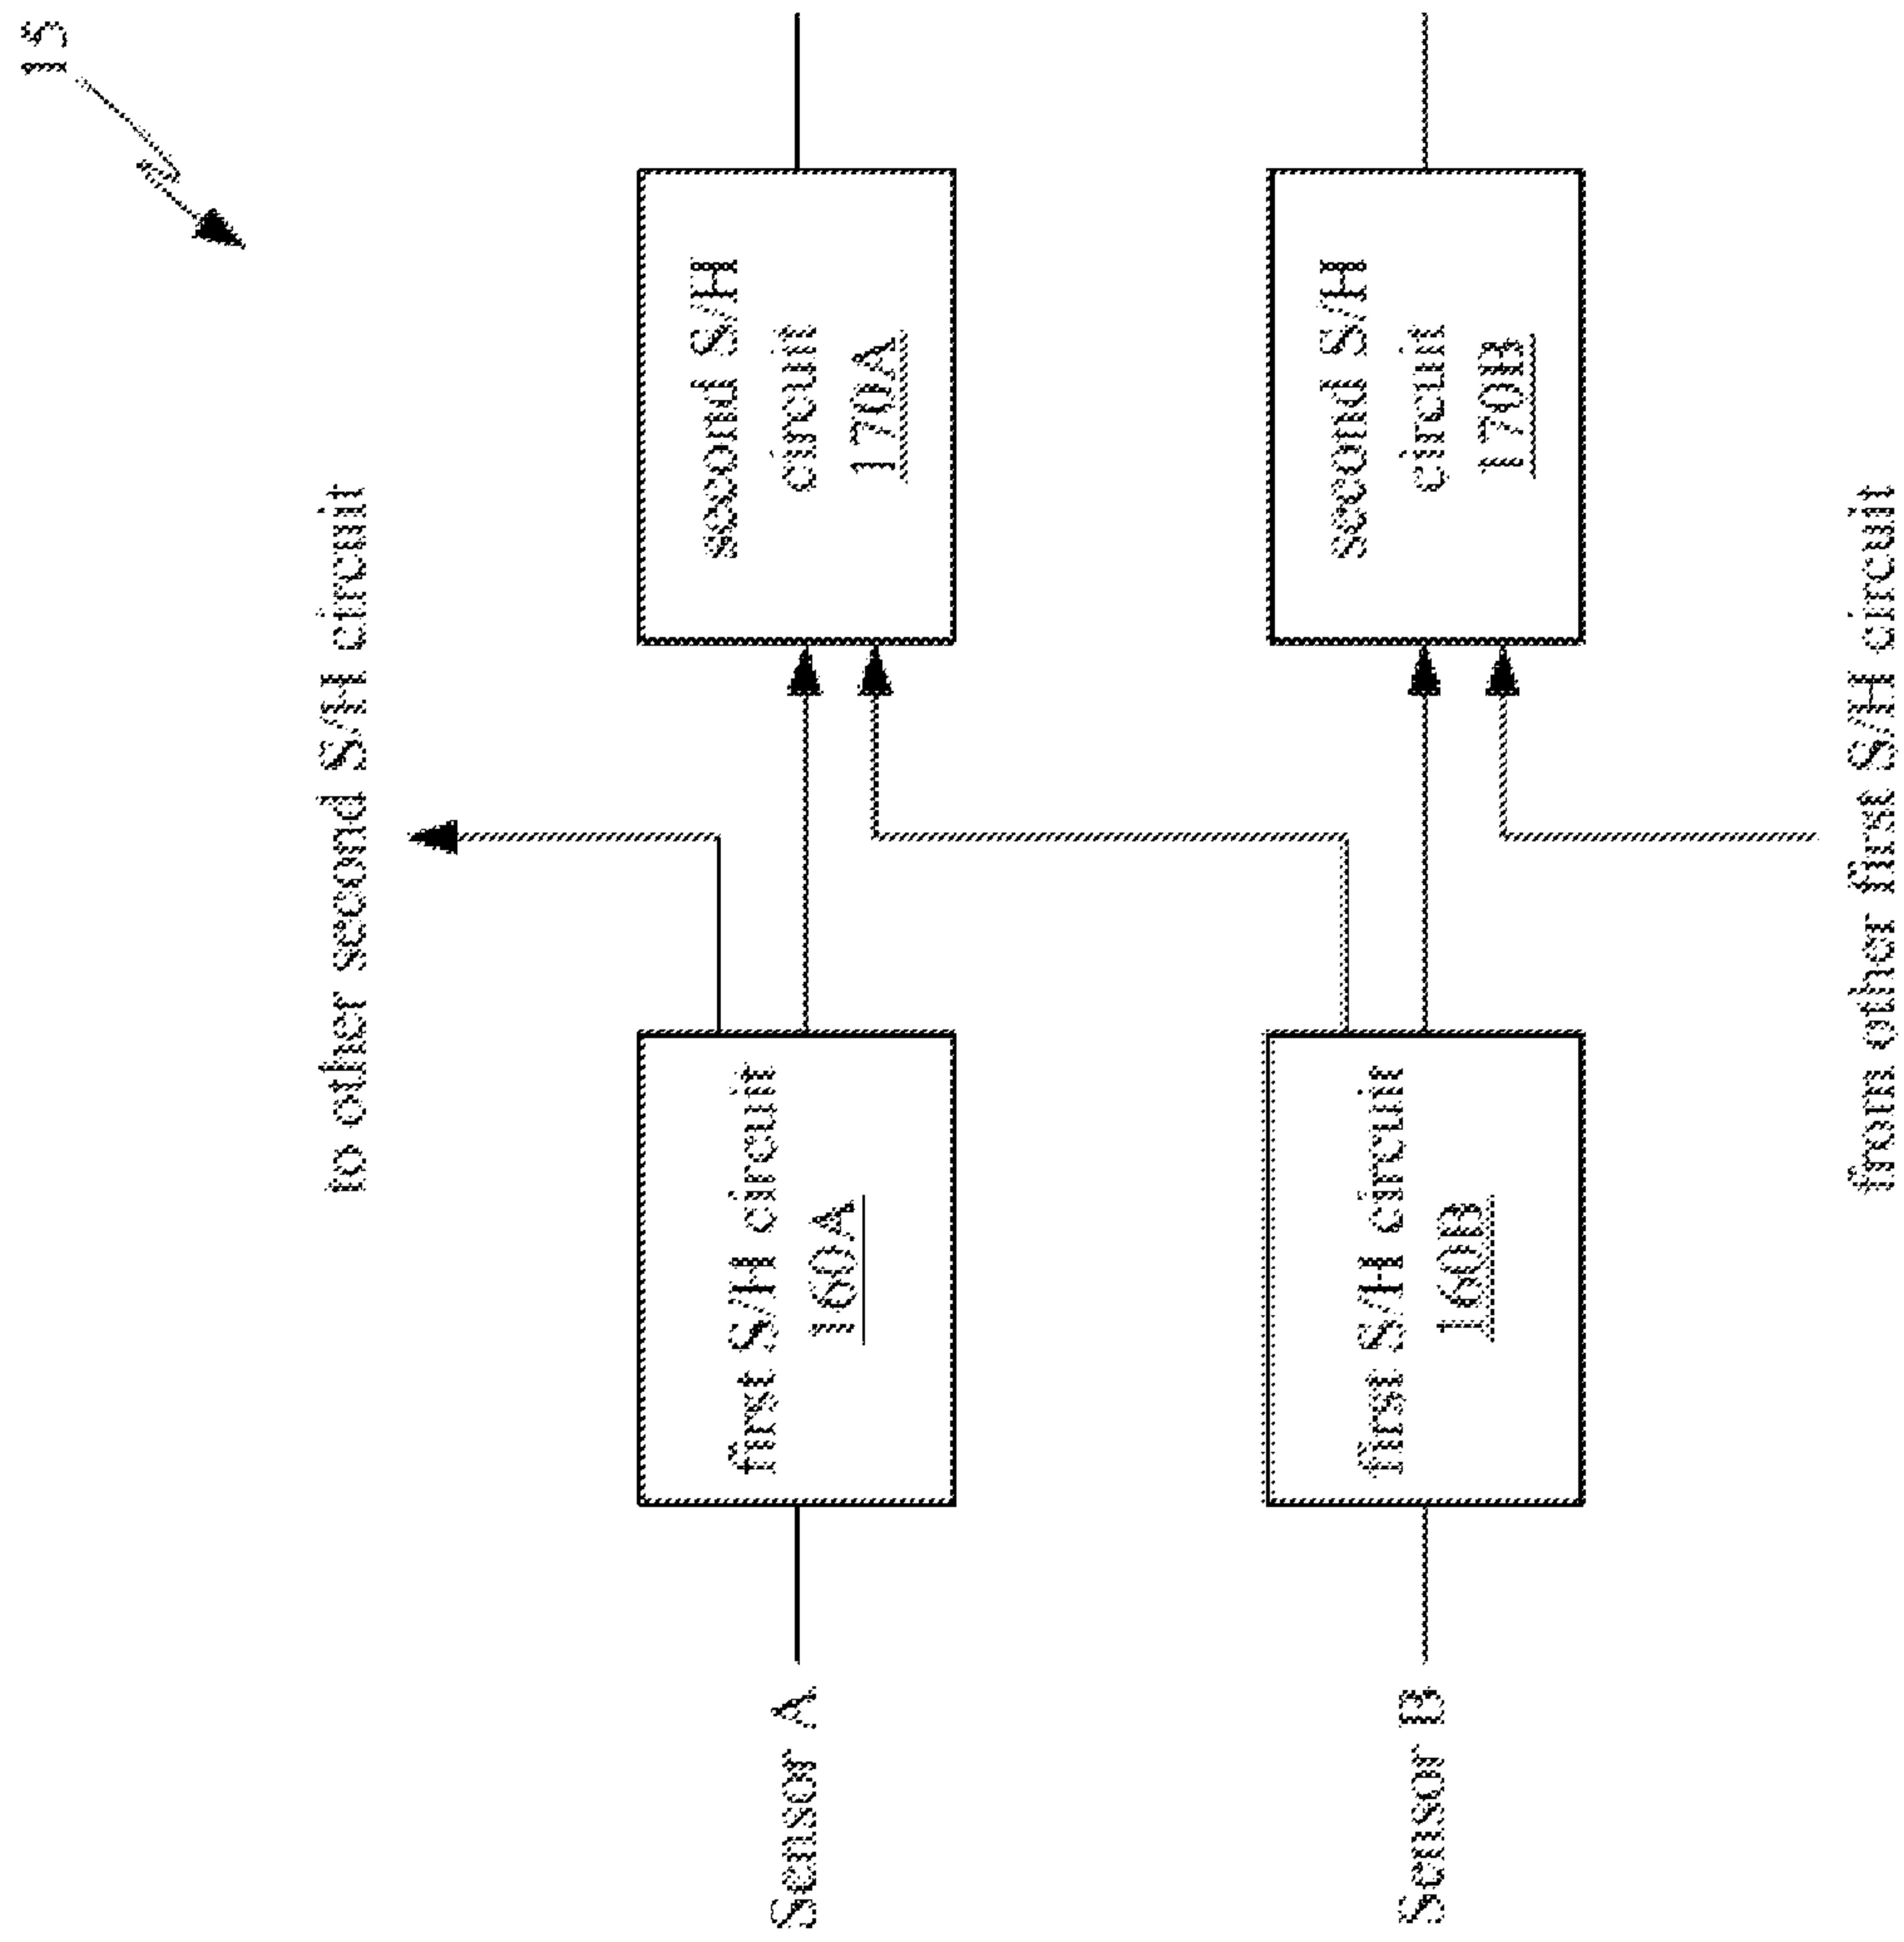 15
to other second S/H circuit
Sensor A
first S/H circuit
160A
second S/H
circuit
170A
Sensor B
first S/H circuit
160B
second S/H
circuit
170B
from other first S/H circuit